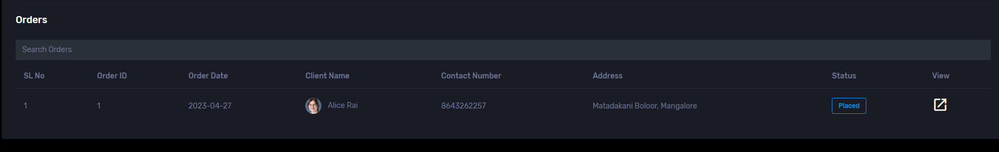 Orders
Search Orders
SL No Order ID Order Date Client Name Contact Number Address Status View
1 1 2023-04-27 Alice Rai 8643262257 Matadakani Boloor, Mangalore Placed